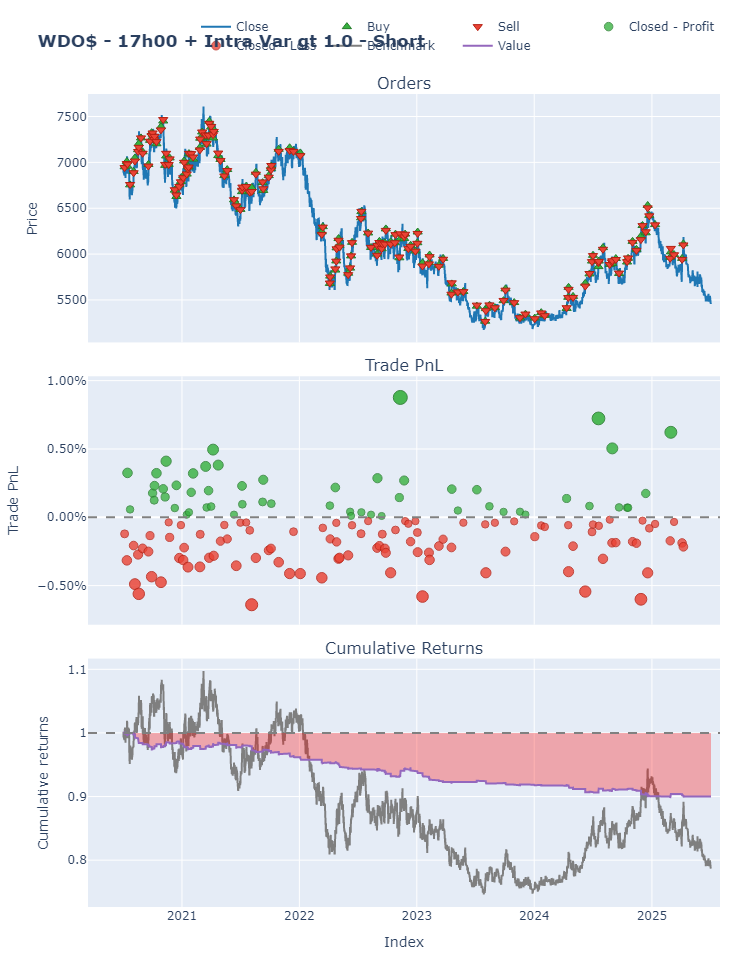 Close Buy Sell Closed - Profit
WDO$ - 17h00 + Intra Var gt 1.0 - Short
Closed - Loss Benchmark Value
Orders
7500
7000
6500
6000
5500
Price
Trade PnL
1.00%
0.50%
0.00%
−0.50%
Trade PnL
Cumulative Returns
1.1
1
0.9
0.8
Cumulative returns
2021 2022 2023 2024 2025
Index